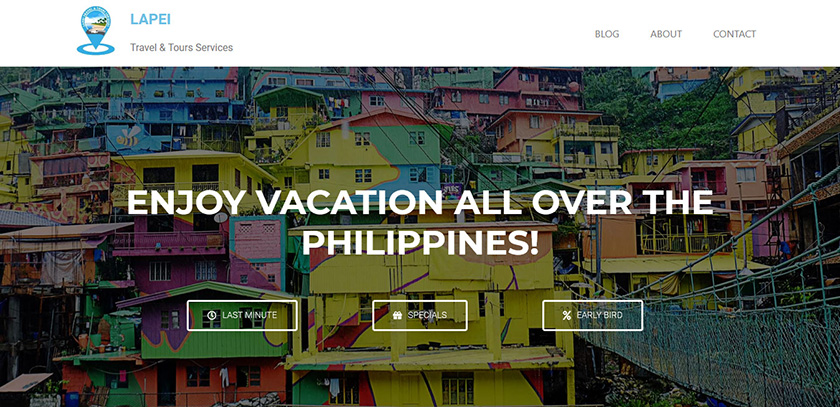 LAPEI
Travel & Tours Services
BLOG ABOUT CONTACT
ENJOY VACATION ALL OVER THE
PHILIPPINES!
LAST MINUTE SPECIALS EARLY BIRD